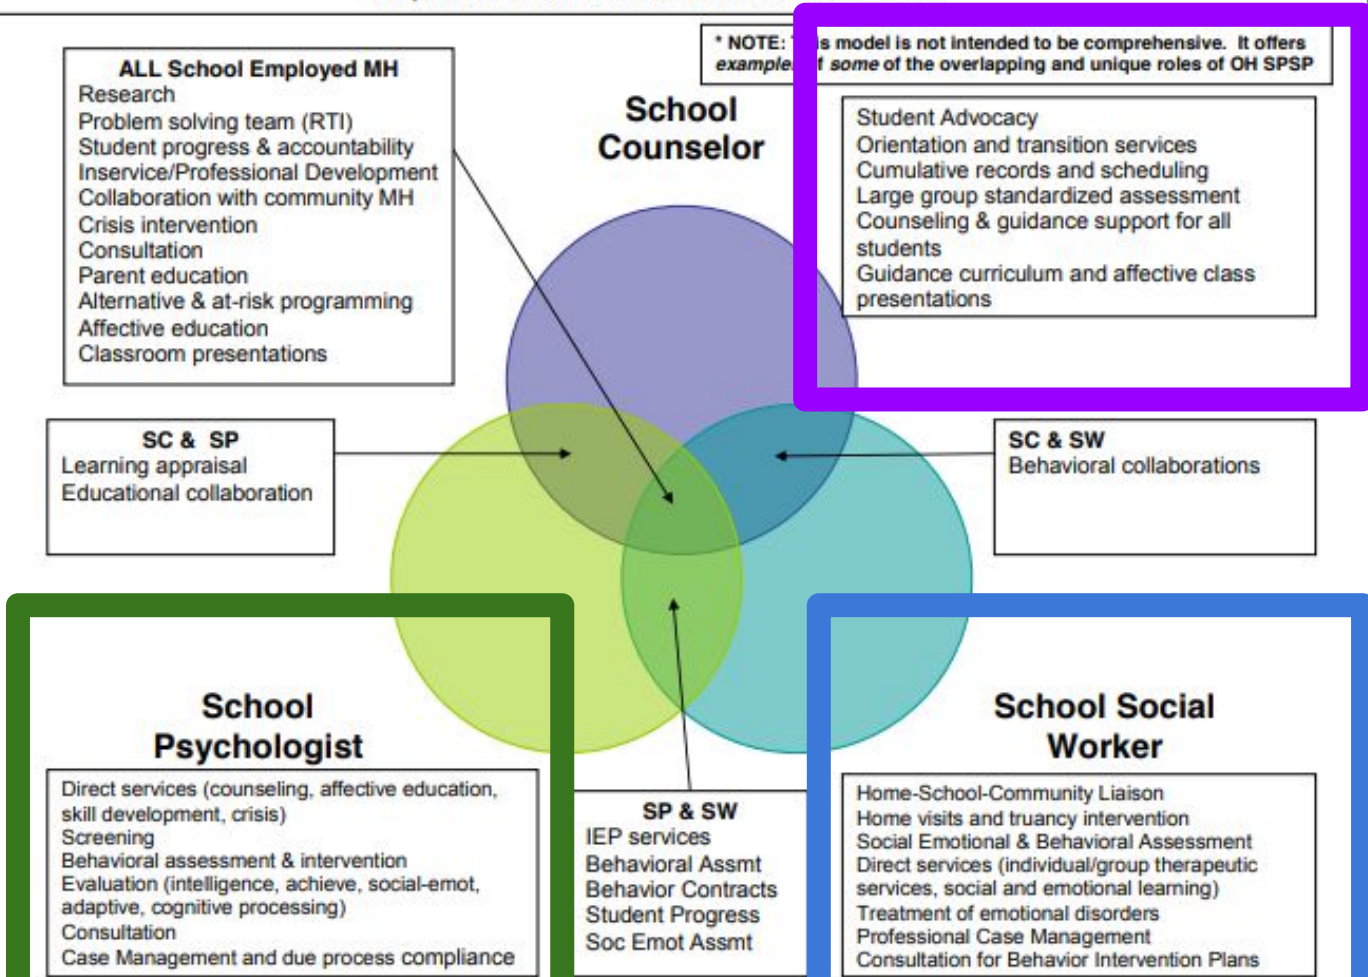 * NOTE: T is model is not intended to be comprehensive. It offers
example f some of the overlapping and unique roles of OH SPSP
ALL School Employed MH
Research
Problem solving team (RTI)
Student progress & accountability
Inservice/Professional Development
Collaboration with community MH
Crisis intervention
Consultation
Parent education
Alternative & at-risk programming
Affective education
Classroom presentations
School
Counselor
Student Advocacy
Orientation and transition services
Cumulative records and scheduling
Large group standardized assessment
Counseling & guidance support for all
students
Guidance curriculum and affective class
presentations
SC & SP
Learning appraisal
Educational collaboration
SC & SW
Behavioral collaborations
School
Psychologist
Direct services (counseling, affective education,
skill development, crisis)
Screening
Behavioral assessment & intervention
Evaluation (intelligence, achieve, social-emot,
adaptive, cognitive processing)
Consultation
Case Management and due process compliance
SP & SW
IEP services
Behavioral Assmt
Behavior Contracts
Student Progress
Soc Emot Assmt
School Social
Worker
Home-School-Community Liaison
Home visits and truancy intervention
Social Emotional & Behavioral Assessment
Direct services (individual/group therapeutic
services, social and emotional learning)
Treatment of emotional disorders
Professional Case Management
Consultation for Behavior Intervention Plans